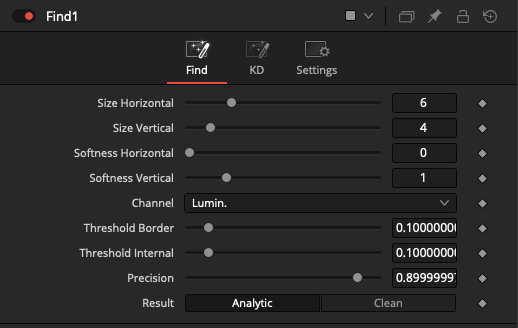 Find1
Find KD Settings
Size Horizontal 6
Size Vertical 4
Softness Horizontal 0
Softness Vertical 1
Channel Lumin.
Threshold Border 0.1000000
Threshold Internal 0.1000000
Precision 0.8999999
Result Analytic Clean